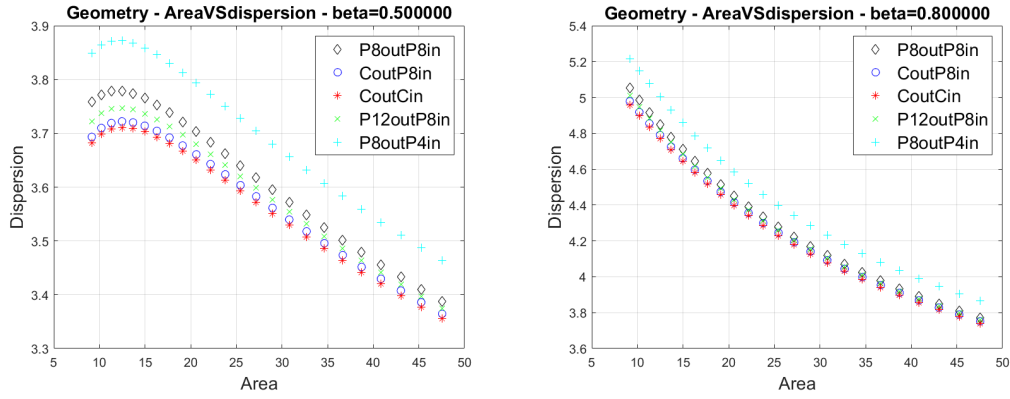 Geometry - AreaVSdispersion - beta=0.500000
3.9
3.8
3.7
3.6
3.5
3.4
3.3
Dispersion
P8outP8in
CoutP8in
CoutCin
P12outP8in
P8outP4in
5 10 15 20 25 30 35 40 45 50
Area
Geometry - AreaVSdispersion - beta=0.800000
5.4
5.2
5
4.8
4.6
4.4
4.2
4
3.8
3.6
Dispersion
P8outP8in
CoutP8in
CoutCin
P12outP8in
P8outP4in
5 10 15 20 25 30 35 40 45 50
Area